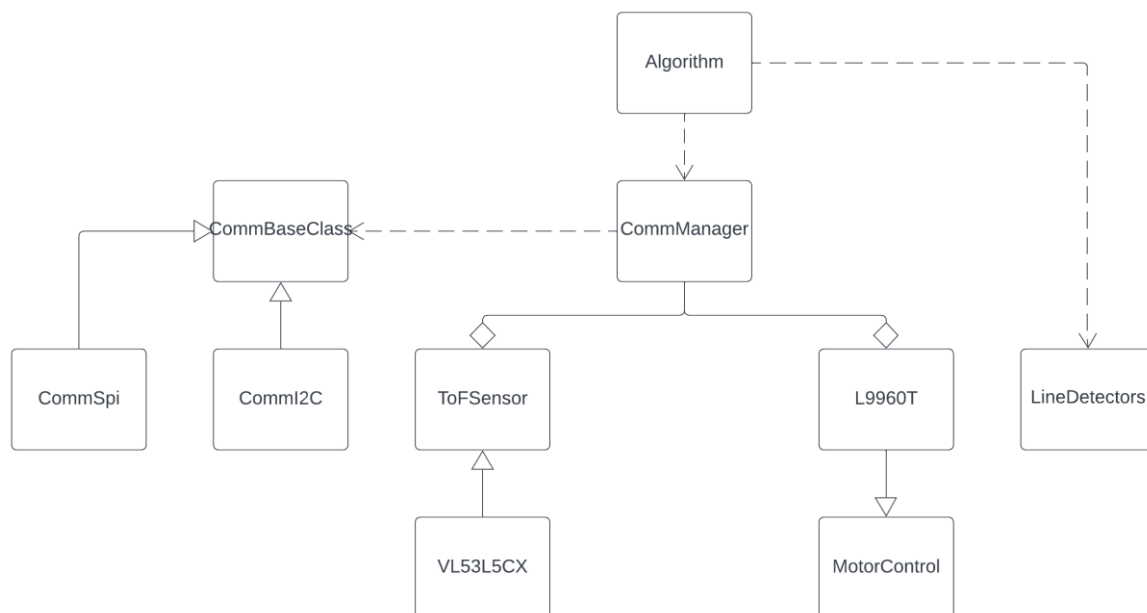 Algorithm
CommBaseClass
CommManager
CommSpi
CommI2C
ToFSensor
L9960T
LineDetectors
VL53L5CX
MotorControl